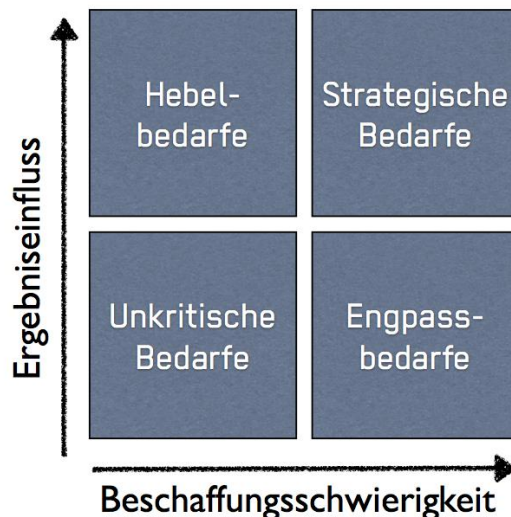 Hebel-
bedarfe
Strategische
Bedarfe
Unkritische
Bedarfe
Engpass-
bedarfe
Ergebniseinfluss
Beschaffungsschwierigkeit